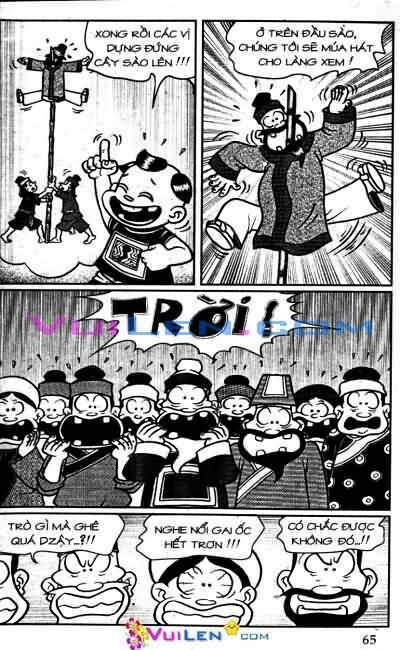 XONG RỒI CÁC VỊ
DỰNG ĐỨNG
CÂY SÀO LÊN !!!
Ở TRÊN ĐẦU SÀO,
CHÚNG TÔI SẼ MÚA HÁT
CHO LÀNG XEM !
TRỜI !
VUILEN.COM
TRÒ GÌ MÀ GHÊ
QUÁ DZẬY...?!!
NGHE NỔI GAI ỐC
HẾT TRƠN !!!
CÓ CHẮC ĐƯỢC
KHÔNG ĐÓ...!!
65
VUILEN.COM